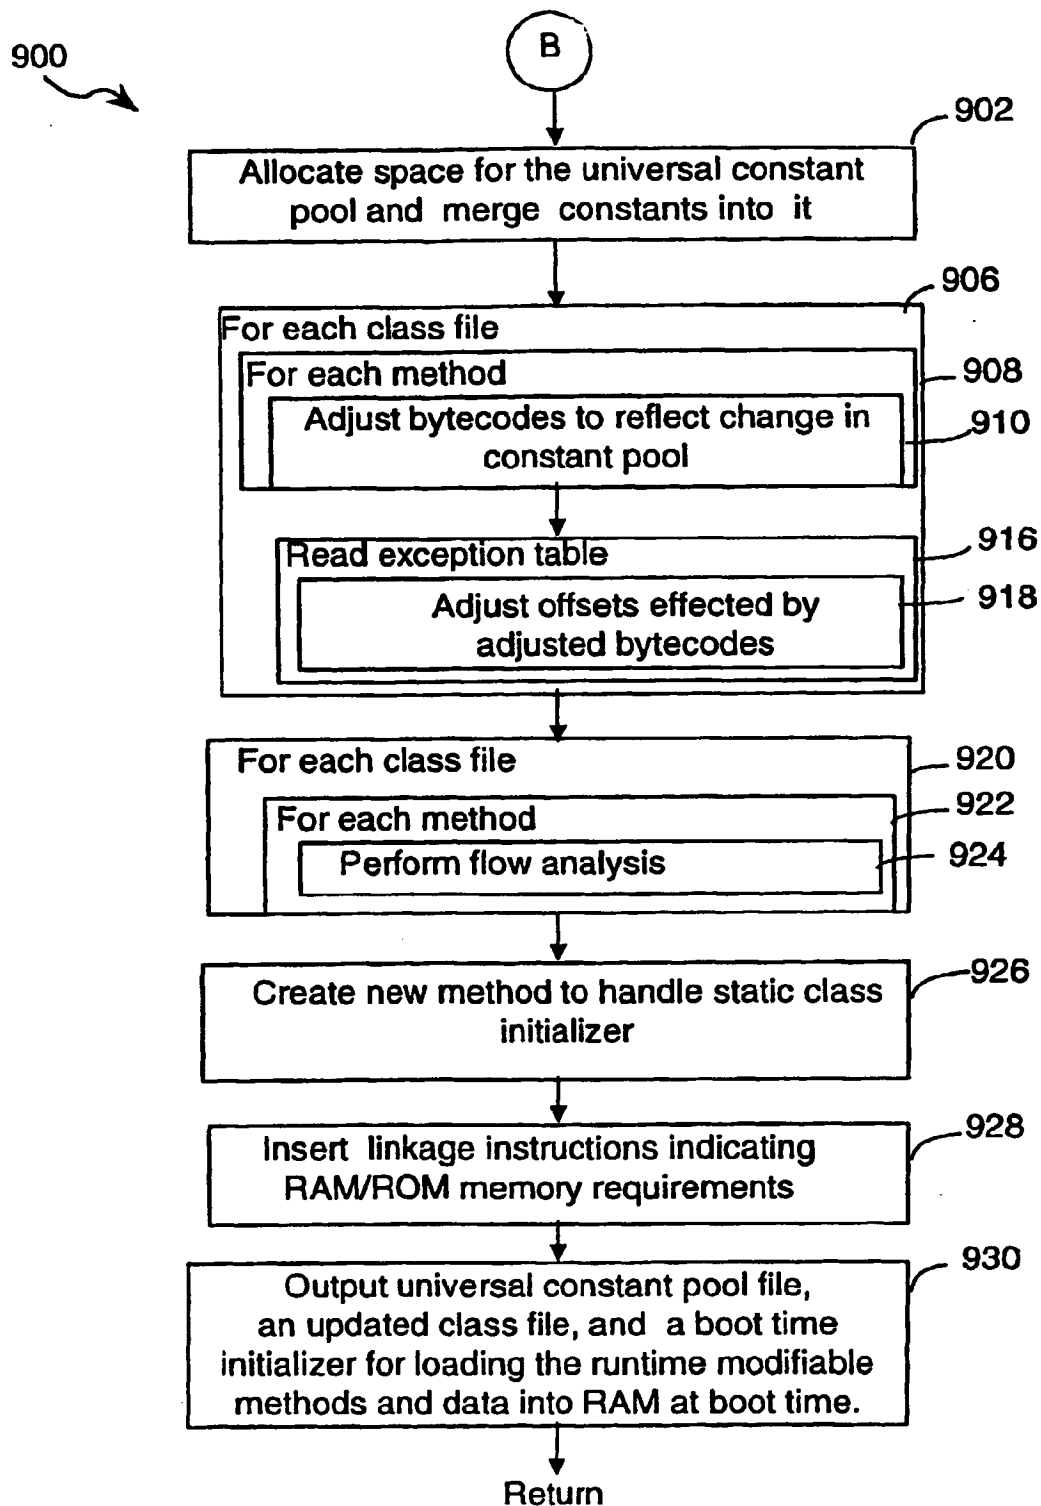 B
900
902
Allocate space for the universal constant
pool and merge constants into it
906
For each class file
For each method
908
Adjust bytecodes to reflect change in
constant pool
910
Read exception table
916
Adjust offsets effected by
adjusted bytecodes
918
For each class file
920
For each method
922
Perform flow analysis
924
Create new method to handle static class
initializer
926
Insert linkage instructions indicating
RAM/ROM memory requirements
928
Output universal constant pool file,
an updated class file, and a boot time
initializer for loading the runtime modifiable
methods and data into RAM at boot time.
930
Return